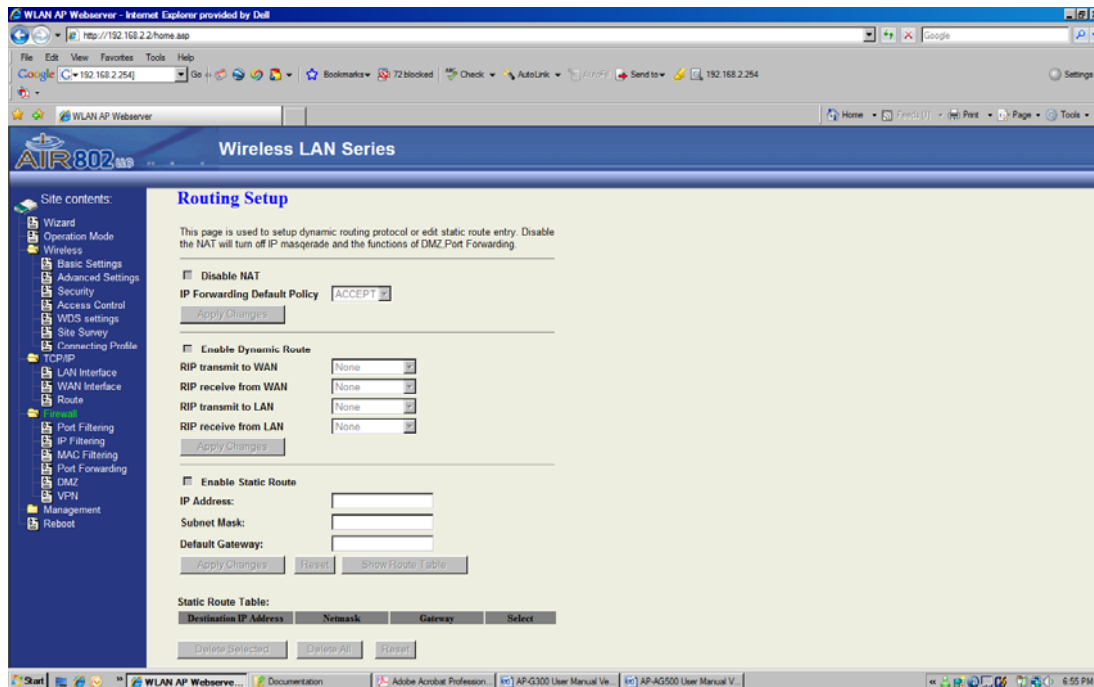 WLAN AP Webserver - Internet Explorer provided by Dell
http://192.168.2.2/home.asp
Google
File Edit View Favorites Tools Help
Google 192.168.2.254] Go Bookmarks 72 blocked Check AutoLink AutoFill Send to 192.168.2.254 Settings
WLAN AP Webserver Home Feeds (J) Print Page Tools
AIR802 Wireless LAN Series
Site contents:
Wizard
Operation Mode
Wireless
Basic Settings
Advanced Settings
Security
Access Control
WDS settings
Site Survey
Connecting Profile
TCP/IP
LAN Interface
WAN Interface
Route
Firewall
Port Filtering
IP Filtering
MAC Filtering
Port Forwarding
DMZ
VPN
Management
Reboot
Routing Setup
This page is used to setup dynamic routing protocol or edit static route entry. Disable
the NAT will turn off IP masqerade and the functions of DMZ,Port Forwarding.
Disable NAT
IP Forwarding Default Policy ACCEPT
Apply Changes
Enable Dynamic Route
RIP transmit to WAN None
RIP receive from WAN None
RIP transmit to LAN None
RIP receive from LAN None
Apply Changes
Enable Static Route
IP Address:
Subnet Mask:
Default Gateway:
Apply Changes Reset Show Route Table
Static Route Table:
Destination IP Address Netmask Gateway Select
Delete Selected Delete All Reset
Start WLAN AP Webserve... Documentation Adobe Acrobat Profession... AP-G300 User Manual Ve... AP-AG500 User Manual V... 6:55 PM